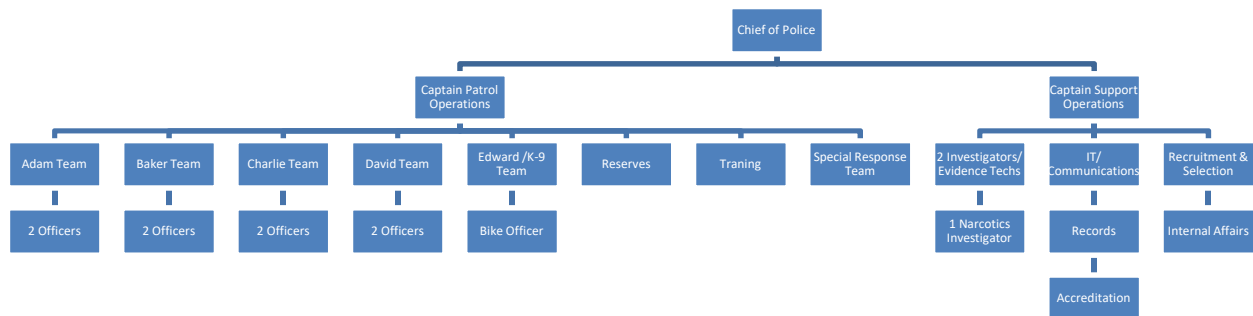 Chief of Police
Captain Patrol
Operations
Captain Support
Operations
Adam Team
Baker Team
Charlie Team
David Team
Edward /K-9
Team
Reserves
Traning
Special Response
Team
2 Investigators/
Evidence Techs
IT/
Communications
Recruitment &
Selection
2 Officers
2 Officers
2 Officers
2 Officers
Bike Officer
1 Narcotics
Investigator
Records
Internal Affairs
Accreditation